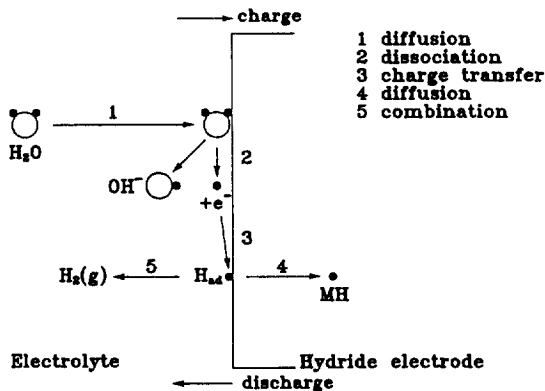 charge
1 diffusion
2 dissociation
3 charge transfer
4 diffusion
5 combination
1
H₂O
2
OH⁻
+e⁻
3
H₂(g)
5
H_ad
4
MH
Electrolyte
Hydride electrode
discharge